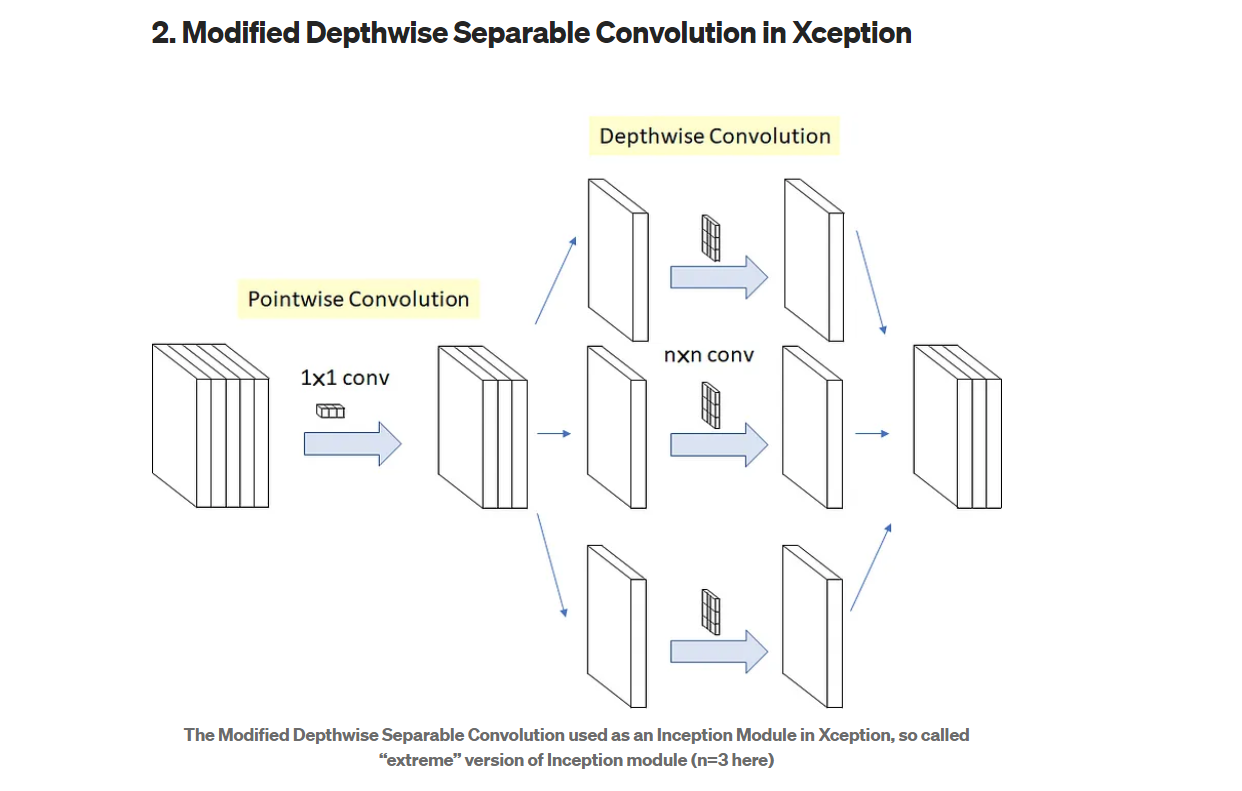 2. Modified Depthwise Separable Convolution in Xception
Depthwise Convolution
Pointwise Convolution
1x1 conv
nxn conv
The Modified Depthwise Separable Convolution used as an Inception Module in Xception, so called
“extreme” version of Inception module (n=3 here)